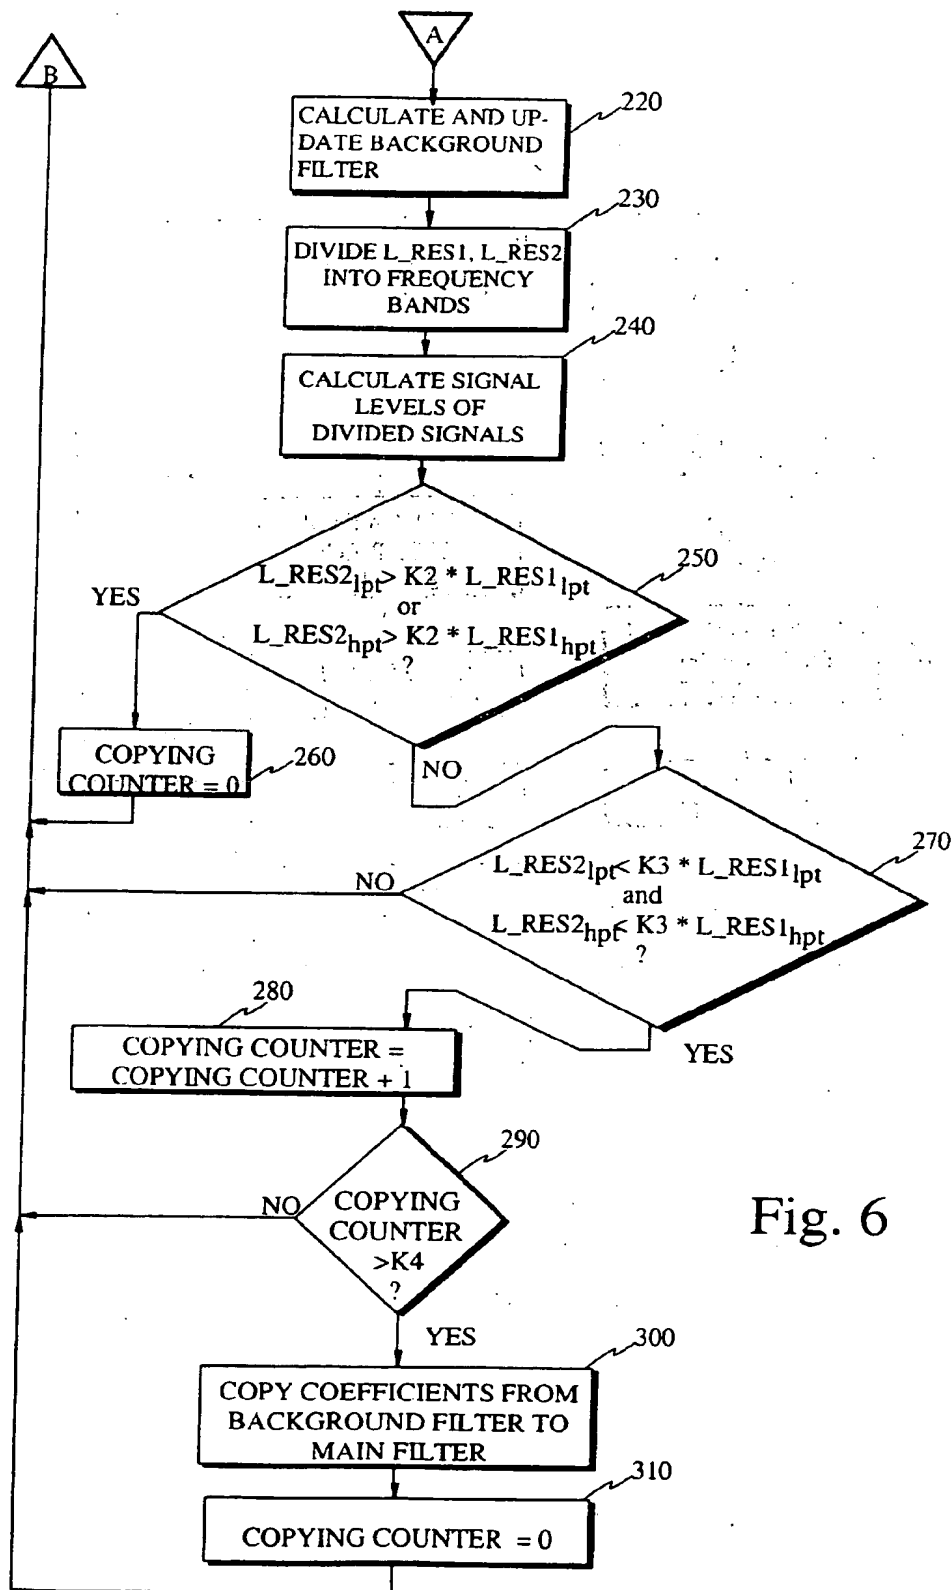 A
B
220
CALCULATE AND UP-
DATE BACKGROUND
FILTER
230
DIVIDE L_RES1, L_RES2
INTO FREQUENCY
BANDS
240
CALCULATE SIGNAL
LEVELS OF
DIVIDED SIGNALS
250
L_RES2lpt> K2 * L_RES1lpt
or
L_RES2hpt> K2 * L_RES1hpt
?
YES
NO
COPYING
COUNTER = 0
260
270
L_RES2lpt< K3 * L_RES1lpt
and
L_RES2hpt< K3 * L_RES1hpt
?
NO
YES
280
COPYING COUNTER =
COPYING COUNTER + 1
290
COPYING
COUNTER
>K4
?
NO
YES
Fig. 6
300
COPY COEFFICIENTS FROM
BACKGROUND FILTER TO
MAIN FILTER
310
COPYING COUNTER = 0